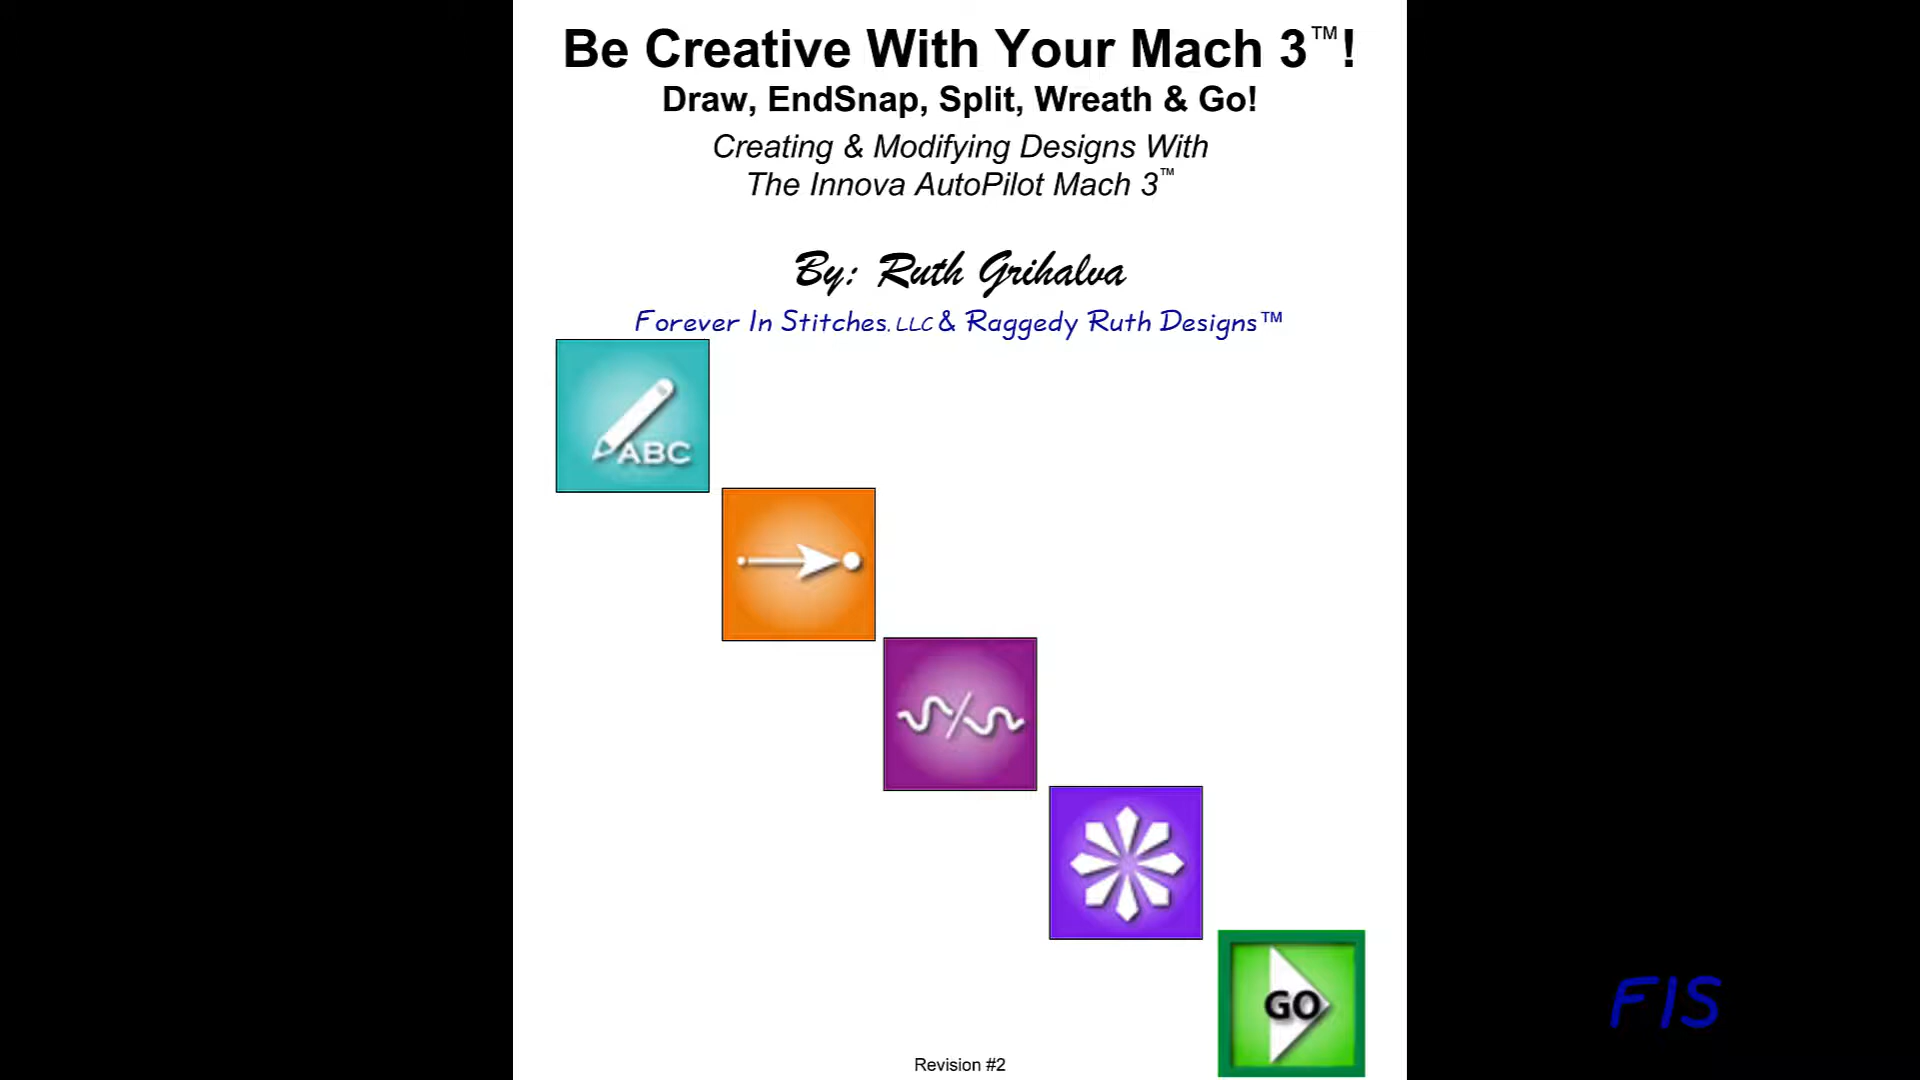 Be Creative With Your Mach 3™!
Draw, EndSnap, Split, Wreath & Go!
Creating & Modifying Designs With
The Innova AutoPilot Mach 3™
By: Ruth Grihalva
Forever In Stitches, LLC & Raggedy Ruth Designs™
ABC
GO
FIS
Revision #2